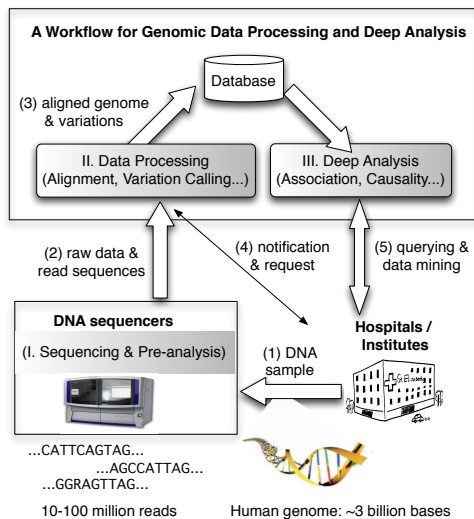 A Workflow for Genomic Data Processing and Deep Analysis
Database
(3) aligned genome
& variations
II. Data Processing
(Alignment, Variation Calling...)
III. Deep Analysis
(Association, Causality...)
(2) raw data &
read sequences
(4) notification
& request
(5) querying &
data mining
DNA sequencers
(I. Sequencing & Pre-analysis)
Hospitals /
Institutes
(1) DNA
sample
St Elizabeth
...CATTCAGTAG...
...AGCCATTAG...
...GGRAGTTAG...
10-100 million reads
Human genome: ~3 billion bases